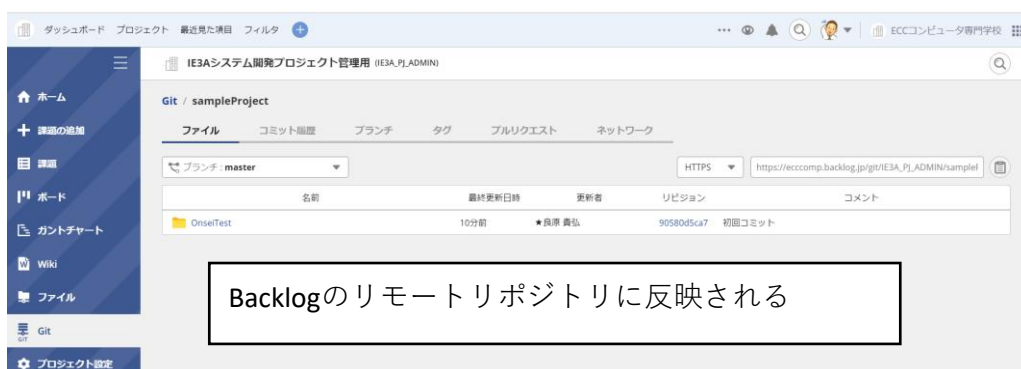 ダッシュボード プロジェクト 最近見た項目 フィルタ
ECCコンピュータ専門学校
IE3Aシステム開発プロジェクト管理用 (IE3A_PJ_ADMIN)
ホーム
課題の追加
課題
ボード
ガントチャート
Wiki
ファイル
Git
プロジェクト設定
Git / sampleProject
ファイル コミット履歴 ブランチ タグ プルリクエスト ネットワーク
ブランチ : master
HTTPS
https://ecccomp.backlog.jp/git/IE3A_PJ_ADMIN/sampleI
名前 最終更新日時 更新者 リビジョン コメント
OnseiTest 10分前 ★良原 貴弘 90580d5ca7 初回コミット
Backlogのリモートリポジトリに反映される